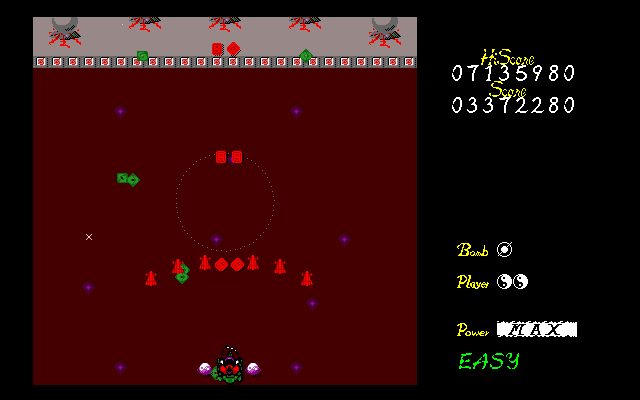 HiScore
07135980
Score
03372280
Bomb
Player
Power MAX
EASY